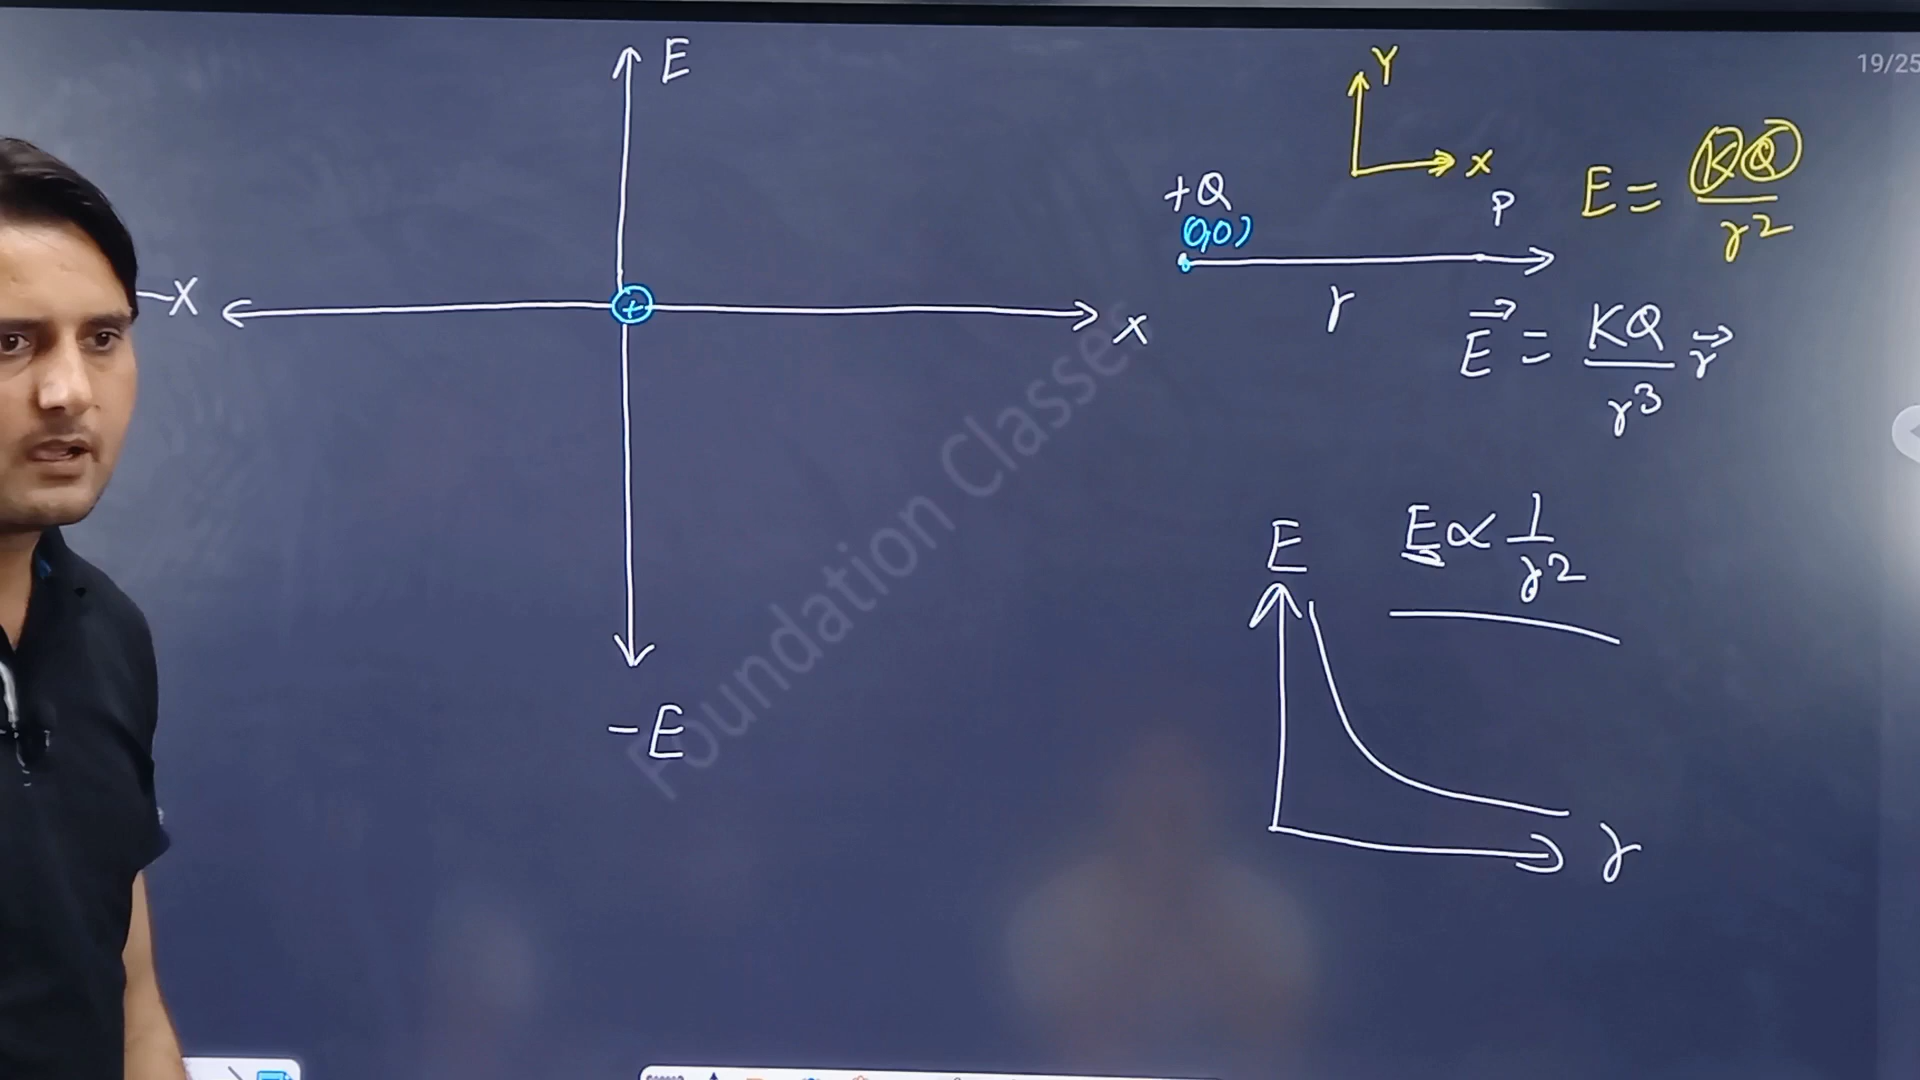 19/25
E
-X
+
X
-E
Y
X
+Q
(0,0)
P
r
E = KQ/r2
E⃗ = KQ/r3 r⃗
E ∝ 1/r2
E
r
Foundation Classes